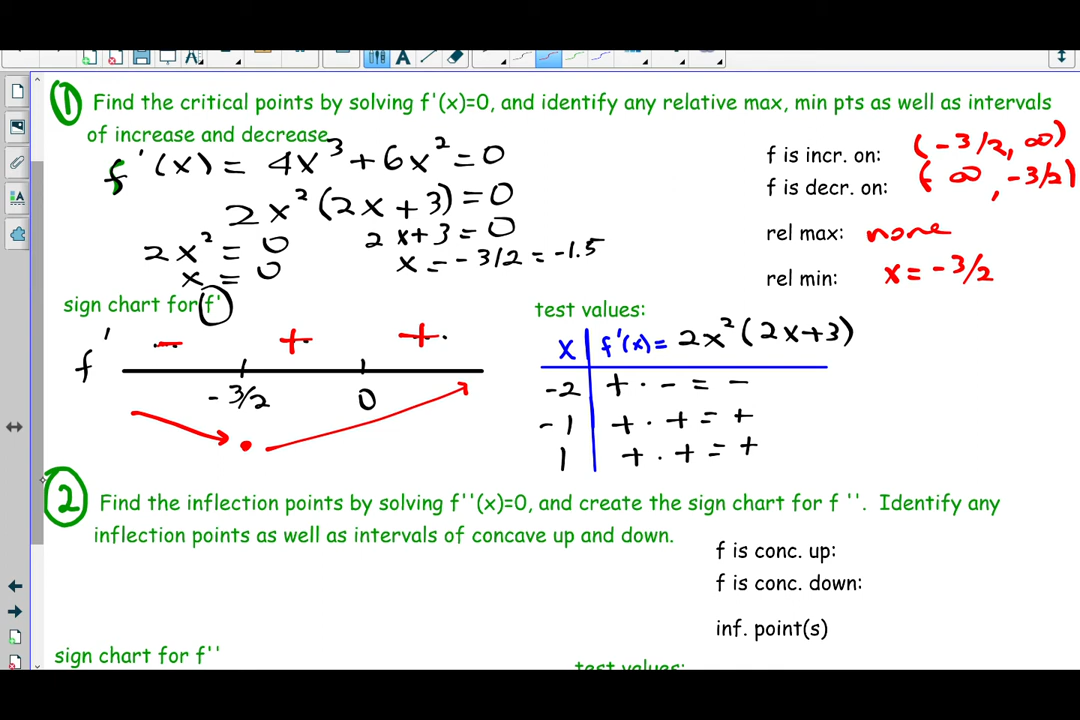 ① Find the critical points by solving f'(x)=0, and identify any relative max, min pts as well as intervals
of increase and decrease.
f'(x) = 4x³ + 6x² = 0
2x²(2x + 3) = 0
2x² = 0
x = 0
2x+3 = 0
x = -3/2 = -1.5
f is incr. on: (-3/2, ∞)
f is decr. on: (-∞, -3/2)
rel max: none
rel min: x = -3/2
sign chart for f'
f'
- + +
-3/2 0
test values:
x f'(x) = 2x²(2x+3)
-2 + · - = -
-1 + · + = +
1 + · + = +
② Find the inflection points by solving f''(x)=0, and create the sign chart for f ''. Identify any
inflection points as well as intervals of concave up and down.
f is conc. up:
f is conc. down:
inf. point(s)
sign chart for f''
test values: